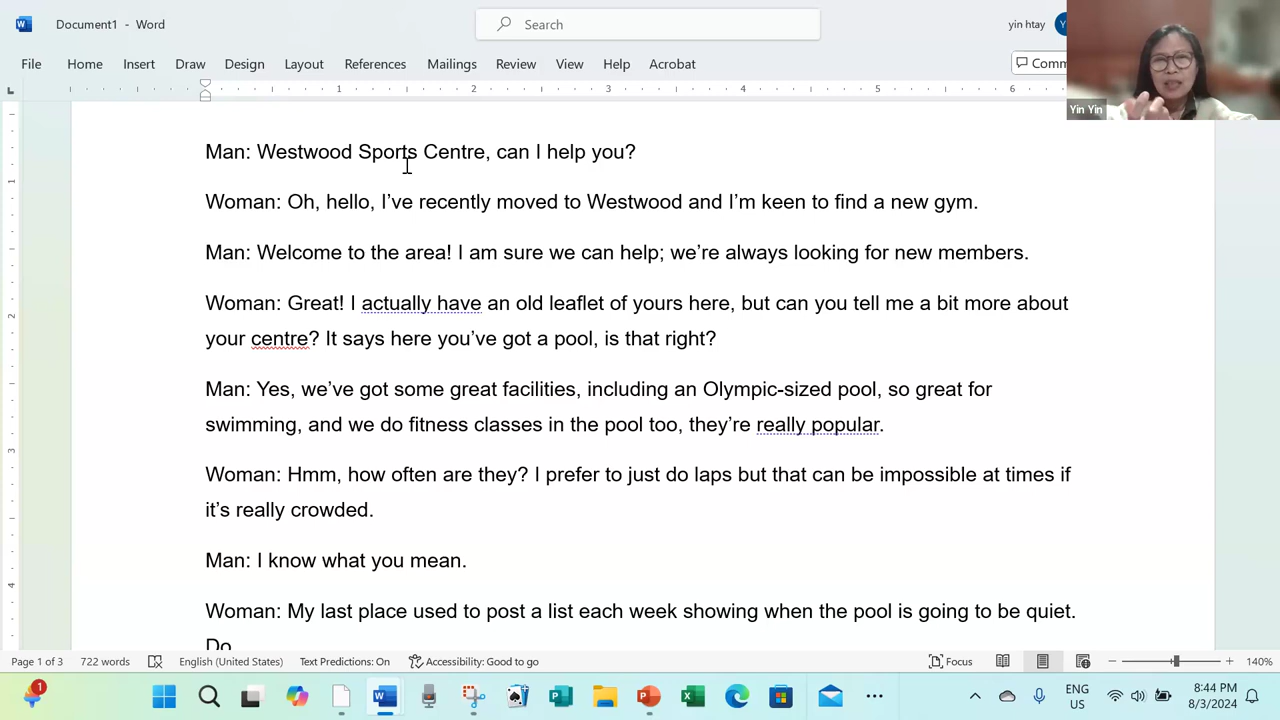 Document1 - Word
Search
yin htay
File Home Insert Draw Design Layout References Mailings Review View Help Acrobat
Yin Yin
1 2 3 4 5 6
Man: Westwood Sports Centre, can I help you?
Woman: Oh, hello, I’ve recently moved to Westwood and I’m keen to find a new gym.
Man: Welcome to the area! I am sure we can help; we’re always looking for new members.
Woman: Great! I actually have an old leaflet of yours here, but can you tell me a bit more about
your centre? It says here you’ve got a pool, is that right?
Man: Yes, we’ve got some great facilities, including an Olympic-sized pool, so great for
swimming, and we do fitness classes in the pool too, they’re really popular.
Woman: Hmm, how often are they? I prefer to just do laps but that can be impossible at times if
it’s really crowded.
Man: I know what you mean.
Woman: My last place used to post a list each week showing when the pool is going to be quiet.
Do
Page 1 of 3 722 words English (United States) Text Predictions: On Accessibility: Good to go Focus 140%
1 ENG 8:44 PM
US 8/3/2024